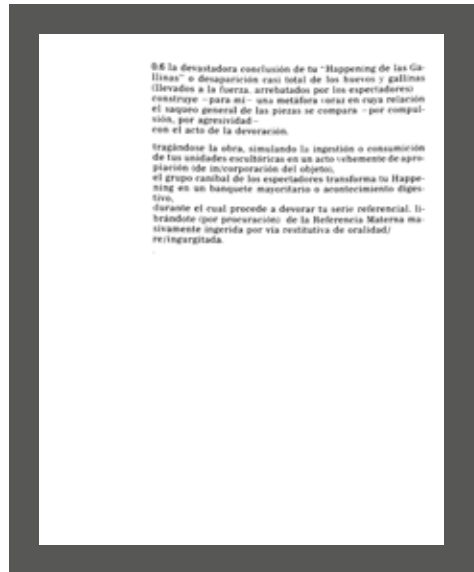 0.6 la devastadora conclusión de tu "Happening de las Ga-
llinas" o desaparición casi total de los huevos y gallinas
(llevados a la fuerza, arrebatados por los espectadores)
construye –para mí– una metáfora voraz en cuya relación
el saqueo general de las piezas se compara –por compul-
sión, por agresividad–
con el acto de la devoración.
tragándose la obra, simulando la ingestión o consumición
de tus unidades escultóricas en un acto vehemente de apro-
piación (de in/corporación del objeto),
el grupo caníbal de los espectadores transforma tu Happe-
ning en un banquete mayoritario o acontecimiento diges-
tivo,
durante el cual procede a devorar tu serie referencial, li-
brándote (por procuración) de la Referencia Materna ma-
sivamente ingerida por vía restitutiva de oralidad/
re/ingurgitada.